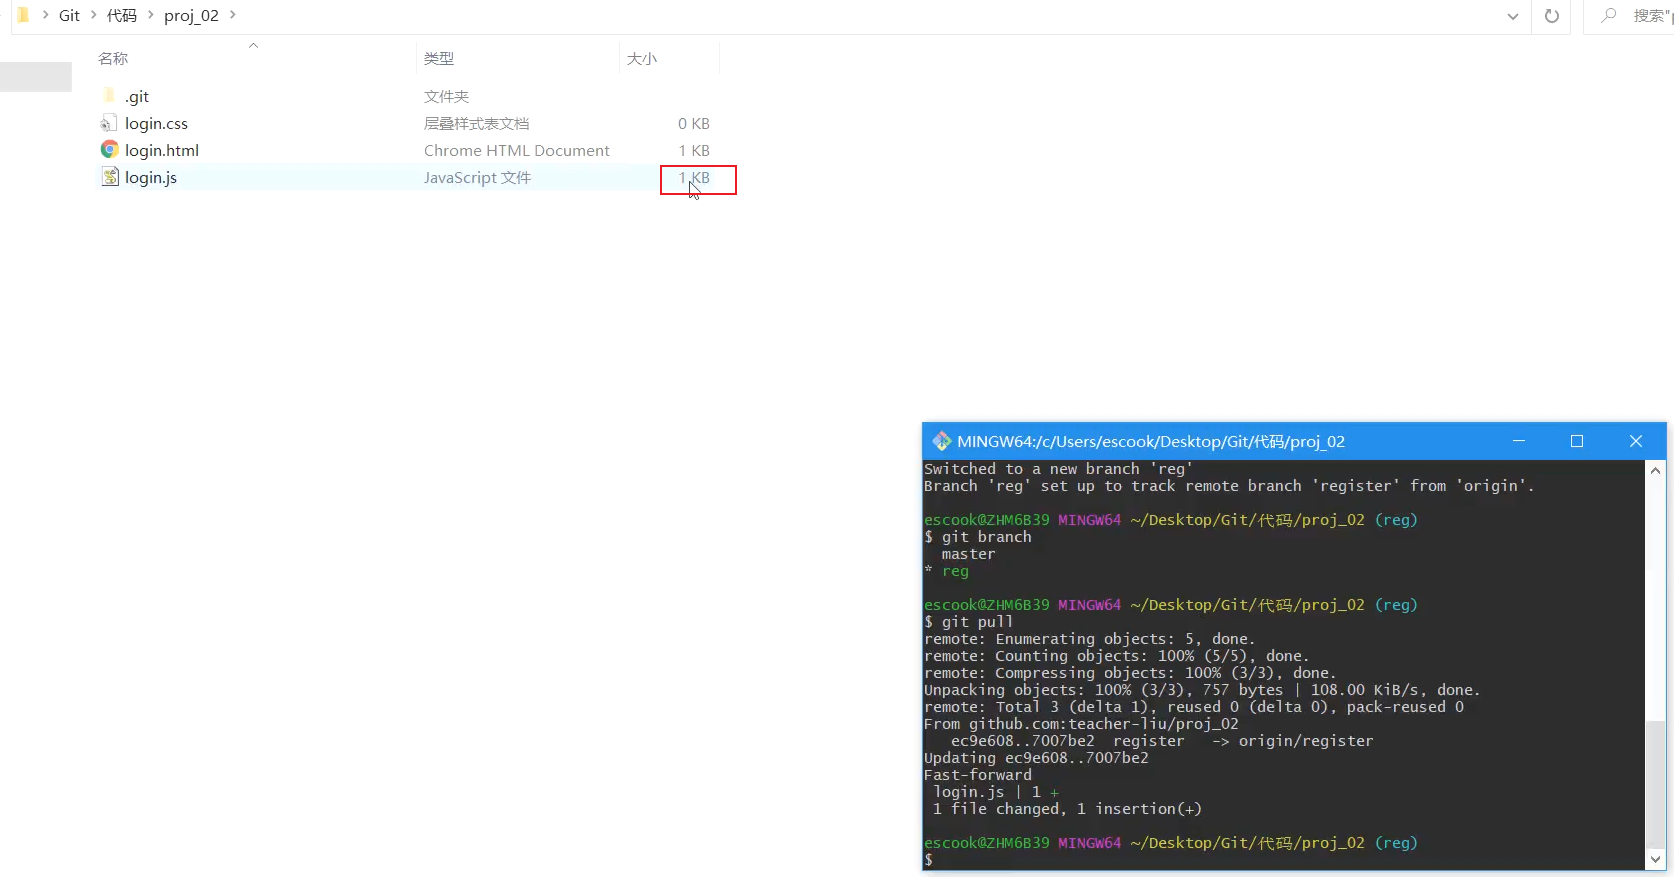 Git 代码 proj_02 搜索"p
名称 类型 大小
.git 文件夹
login.css 层叠样式表文档 0 KB
login.html Chrome HTML Document 1 KB
login.js JavaScript 文件 1 KB
MINGW64:/c/Users/escook/Desktop/Git/代码/proj_02
Switched to a new branch 'reg'
Branch 'reg' set up to track remote branch 'register' from 'origin'.
escook@ZHM6B39 MINGW64 ~/Desktop/Git/代码/proj_02 (reg)
$ git branch
master
* reg
escook@ZHM6B39 MINGW64 ~/Desktop/Git/代码/proj_02 (reg)
$ git pull
remote: Enumerating objects: 5, done.
remote: Counting objects: 100% (5/5), done.
remote: Compressing objects: 100% (3/3), done.
Unpacking objects: 100% (3/3), 757 bytes | 108.00 KiB/s, done.
remote: Total 3 (delta 1), reused 0 (delta 0), pack-reused 0
From github.com:teacher-liu/proj_02
ec9e608..7007be2 register -> origin/register
Updating ec9e608..7007be2
Fast-forward
login.js | 1 +
1 file changed, 1 insertion(+)
escook@ZHM6B39 MINGW64 ~/Desktop/Git/代码/proj_02 (reg)
$